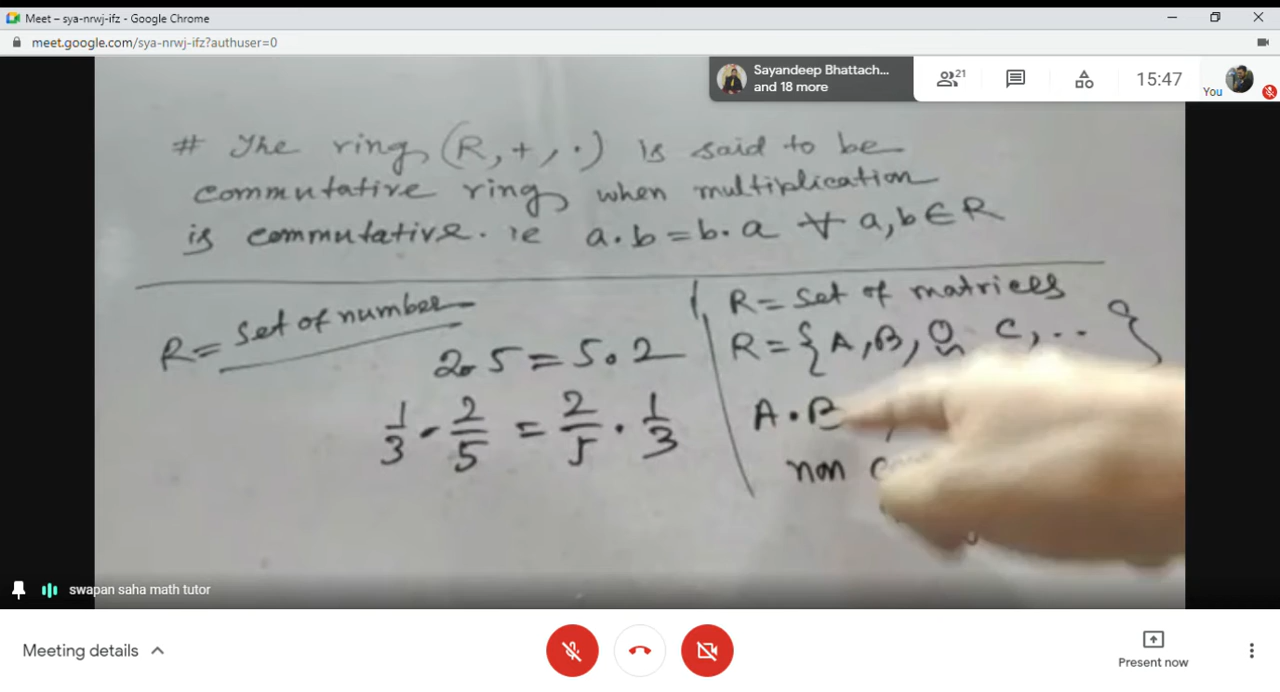 Meet – sya-nrwj-ifz - Google Chrome
meet.google.com/sya-nrwj-ifz?authuser=0
Sayandeep Bhattach...
and 18 more
21
15:47
You
# The ring (R, +, ·) is said to be
commutative ring when multiplication
is commutative. ie a·b = b·a ∀ a, b ∈ R
R = set of number
2·5 = 5·2
1/3 · 2/5 = 2/5 · 1/3
R = set of matrices
R = {A, B, O, C, .. }
A · B
non
swapan saha math tutor
Meeting details
Present now